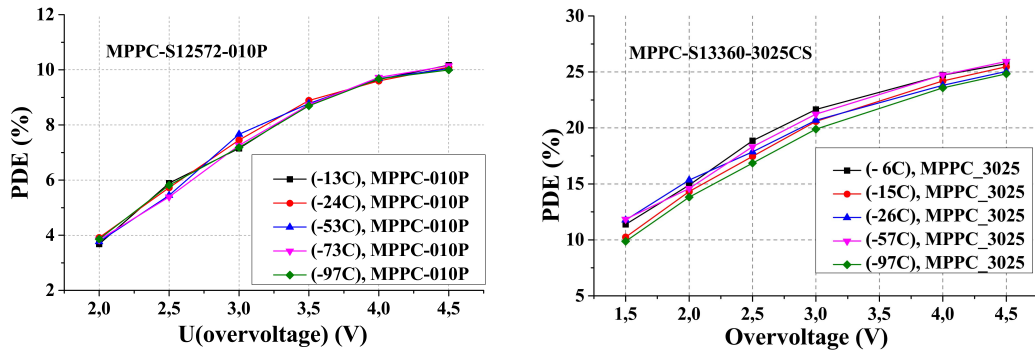 MPPC-S12572-010P
PDE (%)
12
10
8
6
4
2
(-13C), MPPC-010P
(-24C), MPPC-010P
(-53C), MPPC-010P
(-73C), MPPC-010P
(-97C), MPPC-010P
2,0 2,5 3,0 3,5 4,0 4,5
U(overvoltage) (V)
MPPC-S13360-3025CS
PDE (%)
30
25
20
15
10
5
(- 6C), MPPC_3025
(-15C), MPPC_3025
(-26C), MPPC_3025
(-57C), MPPC_3025
(-97C), MPPC_3025
1,5 2,0 2,5 3,0 4,0 4,5
Overvoltage (V)